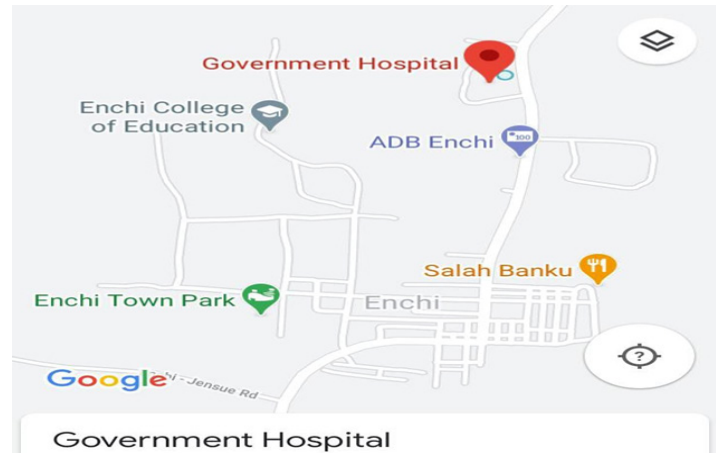 Government Hospital
Enchi College
of Education
ADB Enchi
100
Salah Banku
Enchi Town Park
Enchi
?
Google
- Jensue Rd
Government Hospital